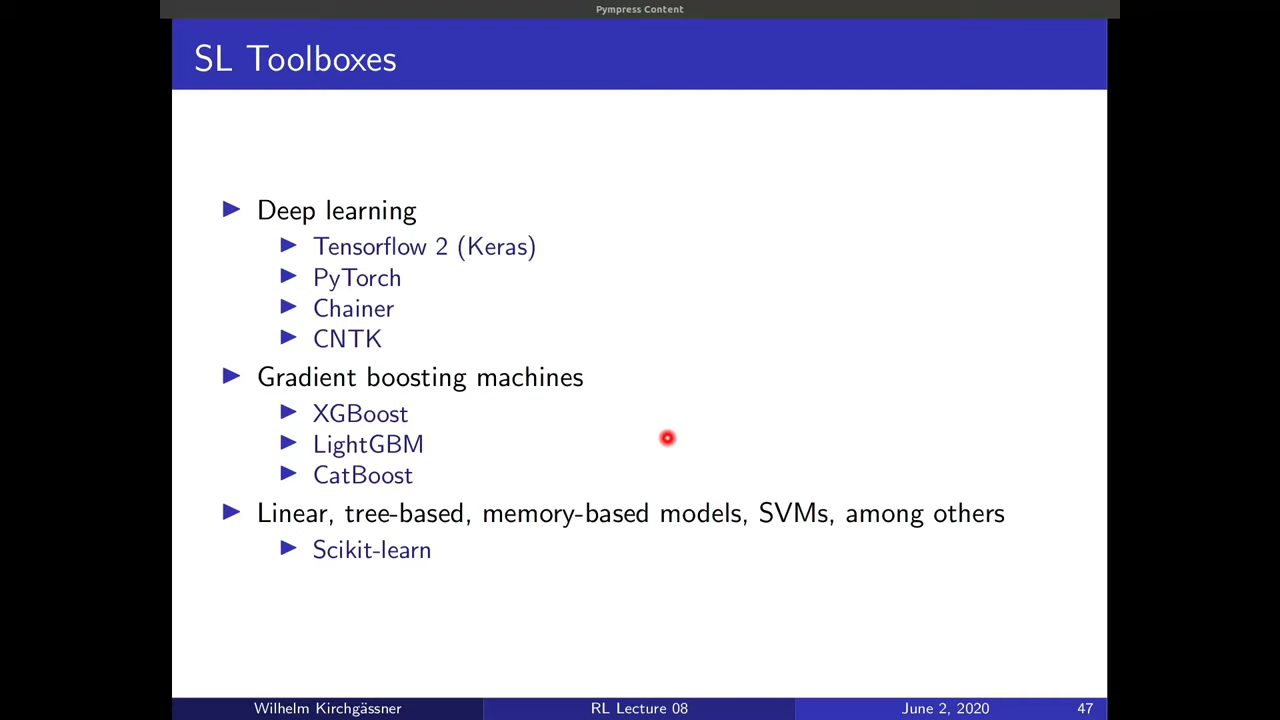 Pympress Content
SL Toolboxes
Deep learning
Tensorflow 2 (Keras)
PyTorch
Chainer
CNTK
Gradient boosting machines
XGBoost
LightGBM
CatBoost
Linear, tree-based, memory-based models, SVMs, among others
Scikit-learn
Wilhelm Kirchgässner RL Lecture 08 June 2, 2020 47